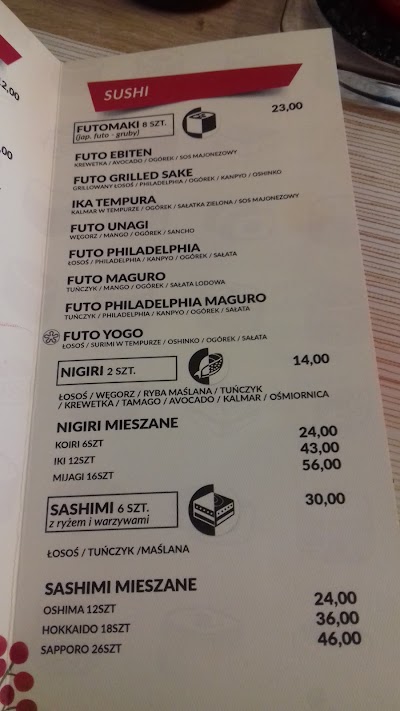 2,00
,00
SUSHI
FUTOMAKI 8 SZT.
(jap. futo - gruby)
23,00
FUTO EBITEN
KREWETKA / AVOCADO / OGÓREK / SOS MAJONEZOWY
FUTO GRILLED SAKE
GRILLOWANY ŁOSOŚ / PHILADELPHIA / OGÓREK / KANPYO / OSHINKO
IKA TEMPURA
KALMAR W TEMPURZE / OGÓREK / SAŁATKA ZIELONA / SOS MAJONEZOWY
FUTO UNAGI
WĘGORZ / MANGO / OGÓREK / SANCHO
FUTO PHILADELPHIA
ŁOSOŚ / PHILADELPHIA / KANPYO / OGÓREK / SAŁATA
FUTO MAGURO
TUŃCZYK / MANGO / OGÓREK / SAŁATA LODOWA
FUTO PHILADELPHIA MAGURO
TUŃCZYK / PHILADELPHIA / KANPYO / OGÓREK / SAŁATA
FUTO YOGO
ŁOSOŚ / SURIMI W TEMPURZE / OSHINKO / OGÓREK / SAŁATA
NIGIRI 2 SZT.
14,00
ŁOSOŚ / WĘGORZ / RYBA MAŚLANA / TUŃCZYK
/ KREWETKA / TAMAGO / AVOCADO / KALMAR / OŚMIORNICA
NIGIRI MIESZANE
KOIRI 6SZT 24,00
IKI 12SZT 43,00
MIJAGI 16SZT 56,00
SASHIMI 6 SZT.
z ryżem i warzywami
30,00
ŁOSOŚ / TUŃCZYK /MAŚLANA
SASHIMI MIESZANE
OSHIMA 12SZT 24,00
HOKKAIDO 18SZT 36,00
SAPPORO 26SZT 46,00